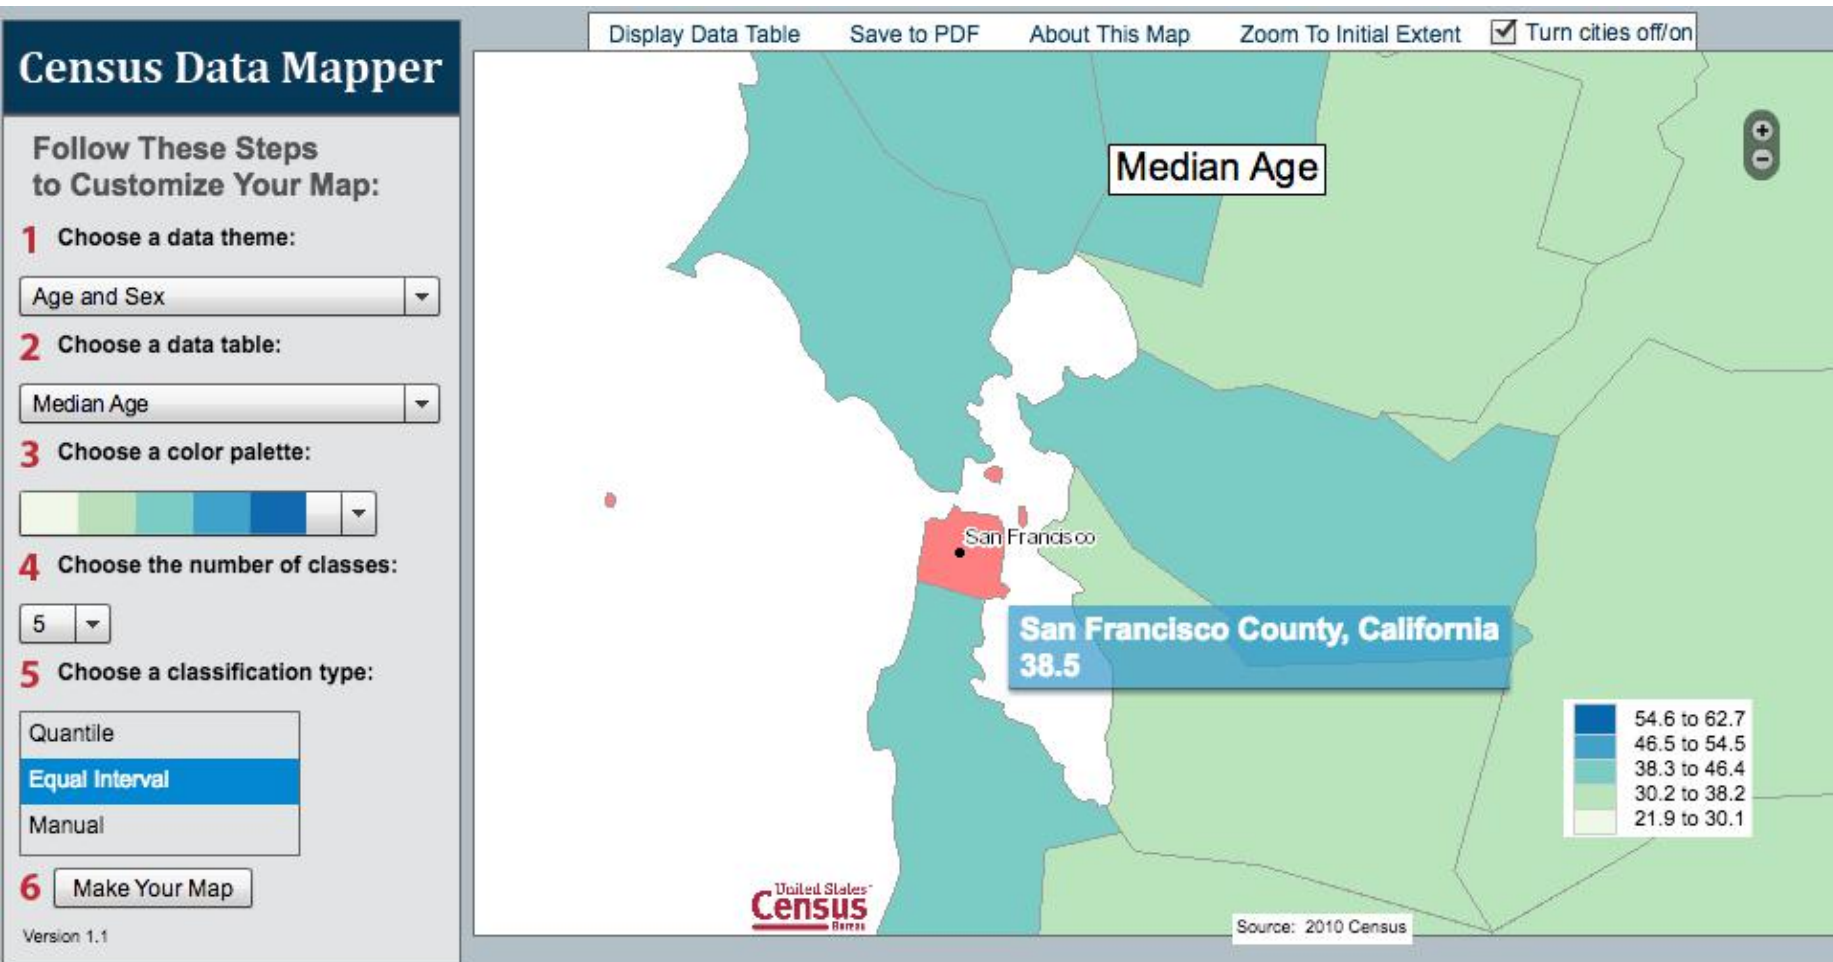 Census Data Mapper
Follow These Steps
to Customize Your Map:
1 Choose a data theme:
Age and Sex
2 Choose a data table:
Median Age
3 Choose a color palette:
4 Choose the number of classes:
5
5 Choose a classification type:
Quantile
Equal Interval
Manual
6 Make Your Map
Version 1.1
Display Data Table Save to PDF About This Map Zoom To Initial Extent Turn cities off/on
Median Age
San Francisco
San Francisco County, California
38.5
54.6 to 62.7
46.5 to 54.5
38.3 to 46.4
30.2 to 38.2
21.9 to 30.1
United States
Census
Bureau
Source: 2010 Census